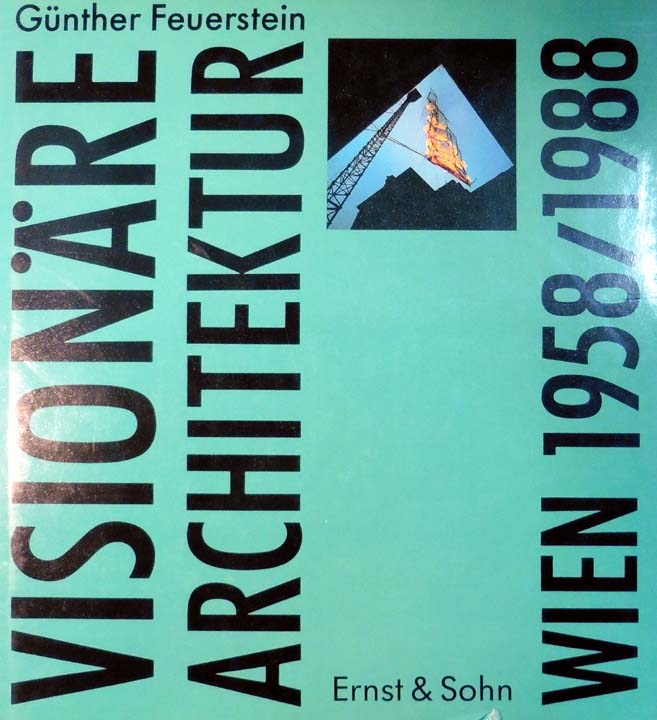 Günther Feuerstein
VISIONÄRE
ARCHITEKTUR
WIEN 1958/1988
Ernst & Sohn